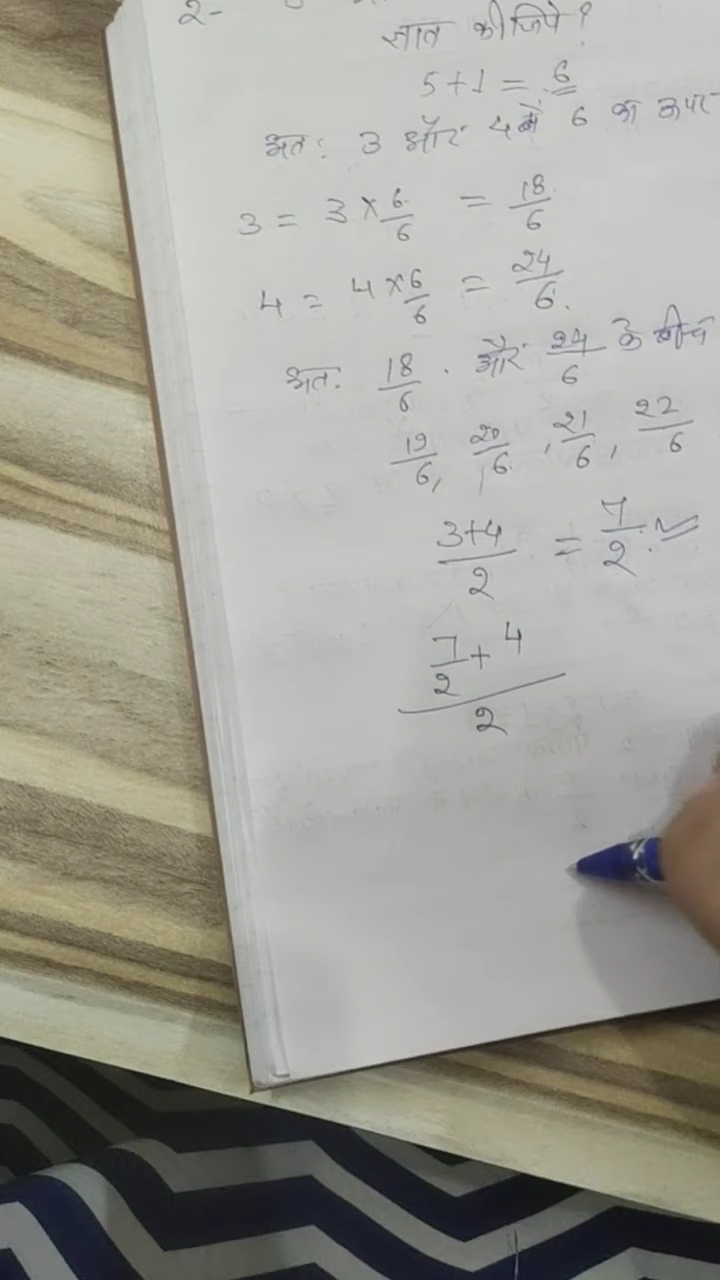 2-
ज्ञात कीजिये?
5+1 = 6
अतः 3 और 4 में 6 का
3 = 3 × 6/6 = 18/6
4 = 4 × 6/6 = 24/6.
अतः 18/6 . और 24/6 के बीच
19/6, 20/6, 21/6, 22/6
3+4/2 = 7/2
7/2 + 4/2